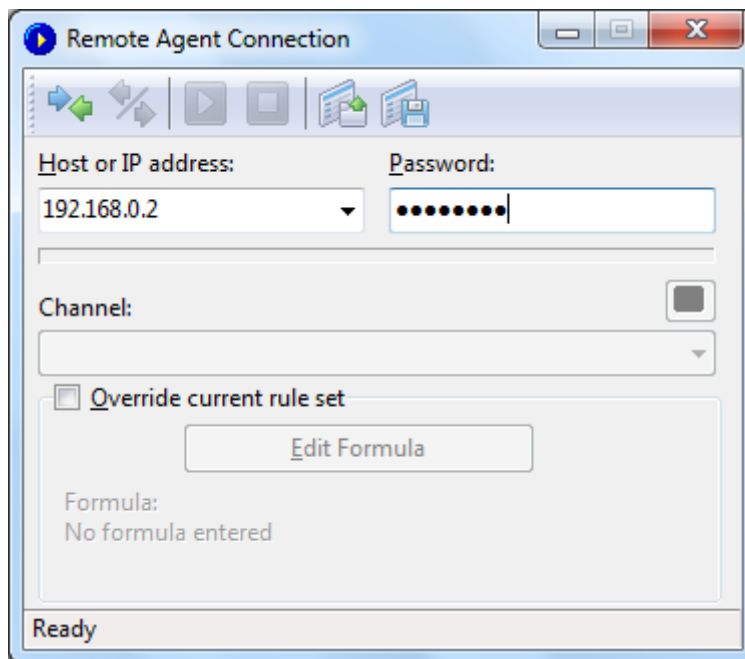 Remote Agent Connection
Host or IP address:
Password:
192.168.0.2
••••••••
Channel:
Override current rule set
Edit Formula
Formula:
No formula entered
Ready